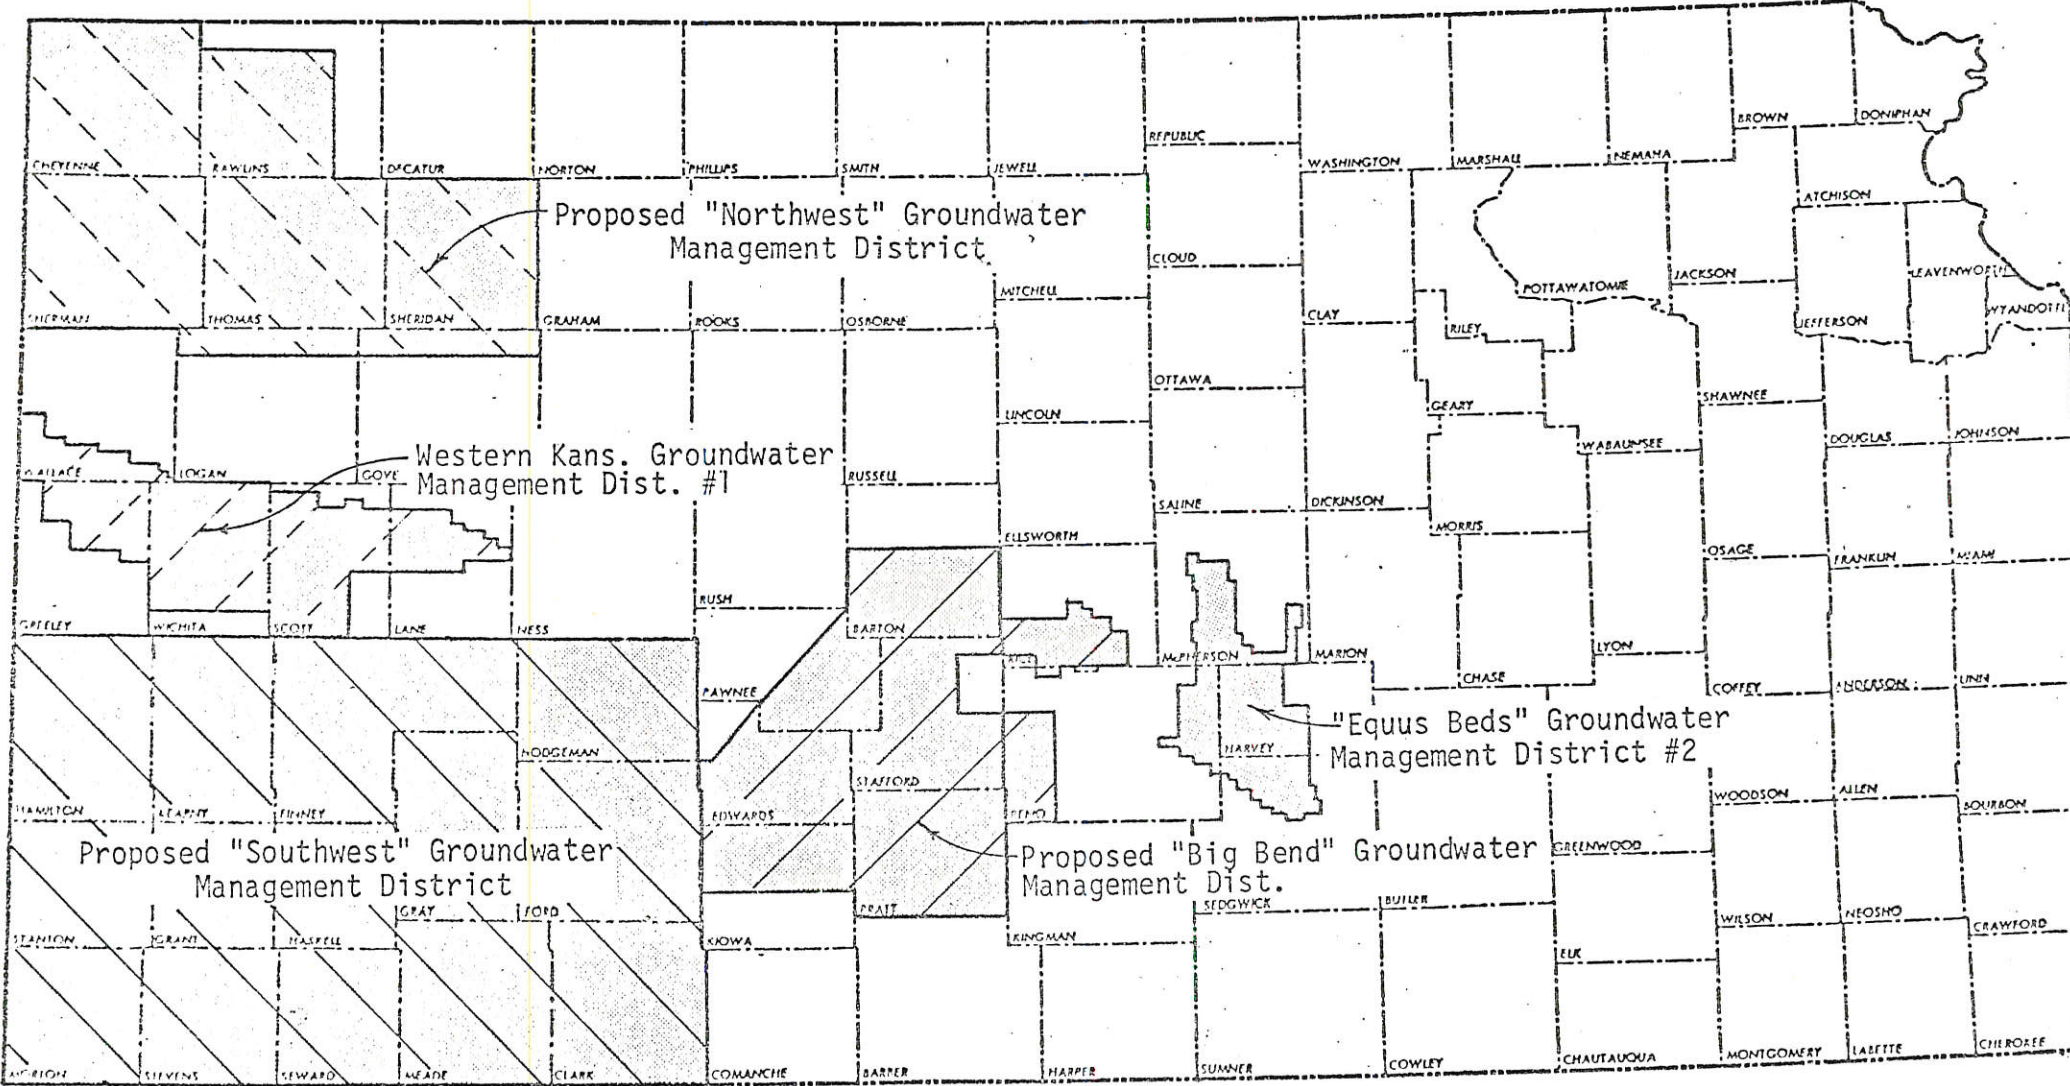 REPUBLIC
BROWN
DONIPHAN
CHEYENNE
RAWLINS
DECATUR
NORTON
PHILLIPS
SMITH
JEWELL
WASHINGTON
MARSHALL
NEMAHA
ATCHISON
Proposed "Northwest" Groundwater
Management District
CLOUD
MITCHELL
POTTAWATOMIE
JACKSON
LEAVENWORTH
WYANDOTTE
SHERMAN
THOMAS
SHERIDAN
GRAHAM
ROOKS
OSBORNE
CLAY
RILEY
JEFFERSON
OTTAWA
LINCOLN
GEARY
SHAWNEE
WABAUNSEE
DOUGLAS
JOHNSON
Western Kans. Groundwater
Management Dist. #1
WALLACE
LOGAN
GOVE
RUSSELL
SALINE
DICKINSON
MORRIS
ELLSWORTH
OSAGE
FRANKLIN
MIAMI
RUSH
GREELEY
WICHITA
SCOTT
LANE
NESS
BARTON
RICE
McPHERSON
MARION
LYON
CHASE
COFFEY
ANDERSON
LINN
PAWNEE
"Equus Beds" Groundwater
Management District #2
HODGEMAN
HARVEY
STAFFORD
HAMILTON
KEARNY
FINNEY
EDWARDS
RENO
WOODSON
ALLEN
BOURBON
Proposed "Southwest" Groundwater
Management District
Proposed "Big Bend" Groundwater
Management Dist.
GREENWOOD
GRAY
FORD
PRATT
SEDGWICK
BUTLER
WILSON
NEOSHO
CRAWFORD
STANTON
GRANT
HASKELL
KIOWA
KINGMAN
ELK
MORTON
STEVENS
SEWARD
MEADE
CLARK
COMANCHE
BARBER
HARPER
SUMNER
COWLEY
CHAUTAUQUA
MONTGOMERY
LABETTE
CHEROKEE